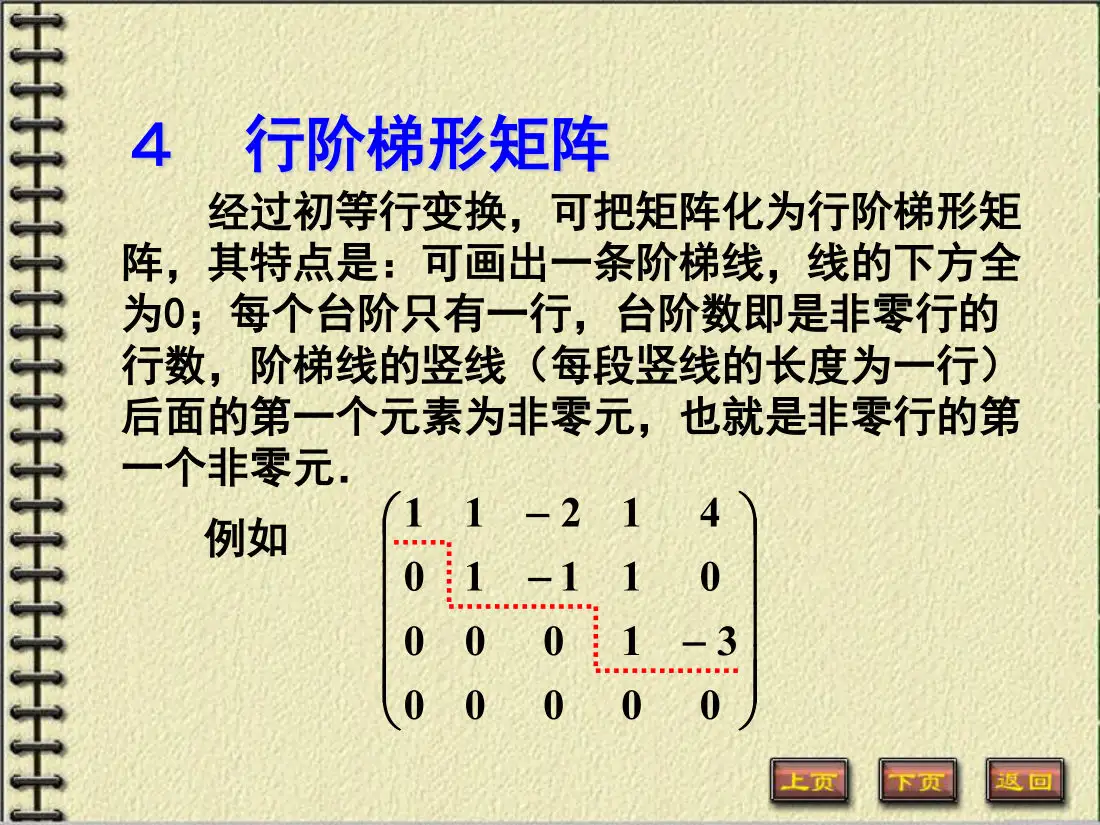 4 行阶梯形矩阵
经过初等行变换，可把矩阵化为行阶梯形矩
阵，其特点是：可画出一条阶梯线，线的下方全
为0；每个台阶只有一行，台阶数即是非零行的
行数，阶梯线的竖线（每段竖线的长度为一行）
后面的第一个元素为非零元，也就是非零行的第
一个非零元．
例如
1 1 −2 1 4
0 1 −1 1 0
0 0 0 1 −3
0 0 0 0 0
上页 下页 返回